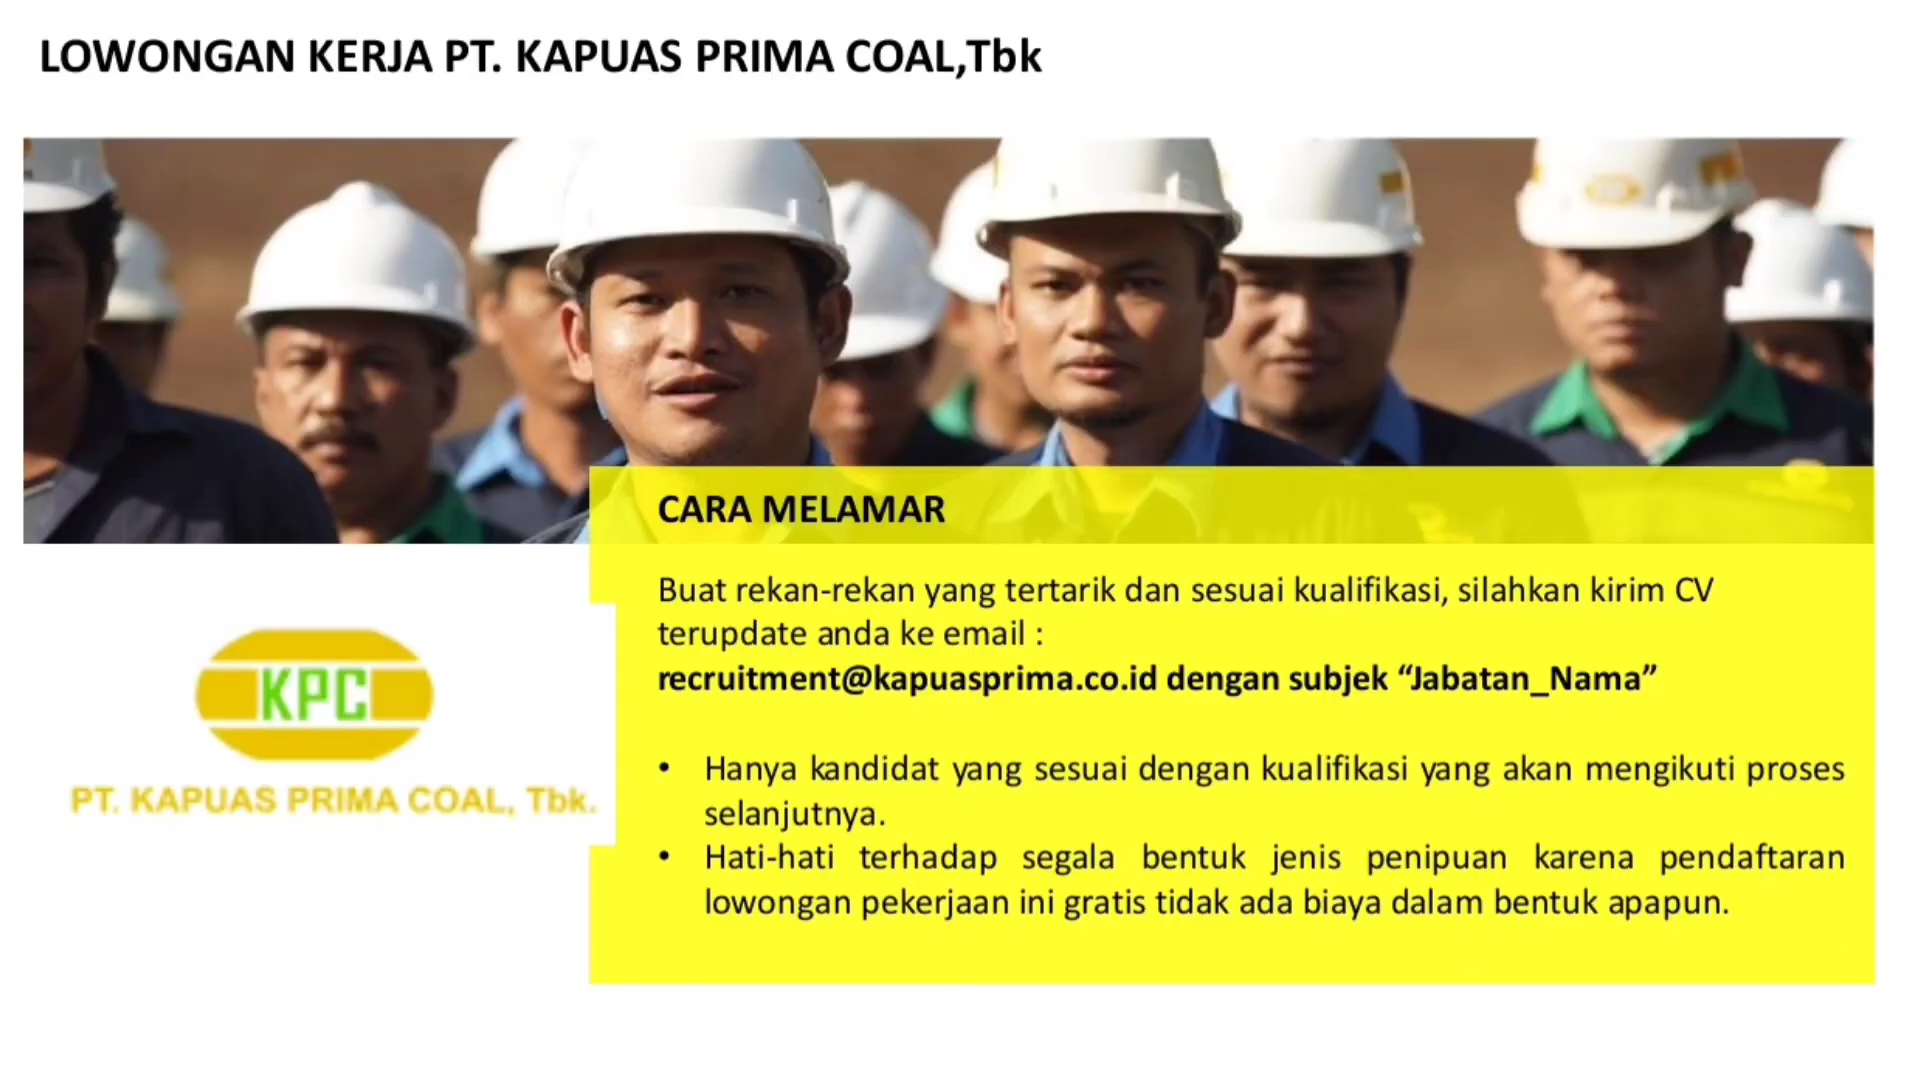 LOWONGAN KERJA PT. KAPUAS PRIMA COAL,Tbk
CARA MELAMAR
Buat rekan-rekan yang tertarik dan sesuai kualifikasi, silahkan kirim CV
terupdate anda ke email :
recruitment@kapuasprima.co.id dengan subjek “Jabatan_Nama”
• Hanya kandidat yang sesuai dengan kualifikasi yang akan mengikuti proses
selanjutnya.
• Hati-hati terhadap segala bentuk jenis penipuan karena pendaftaran
lowongan pekerjaan ini gratis tidak ada biaya dalam bentuk apapun.
KPC
PT. KAPUAS PRIMA COAL, Tbk.